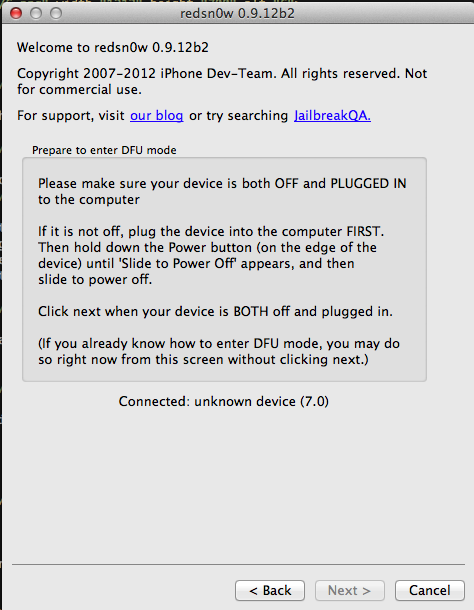 redsn0w 0.9.12b2
Welcome to redsn0w 0.9.12b2
Copyright 2007-2012 iPhone Dev-Team. All rights reserved. Not
for commercial use.
For support, visit our blog or try searching JailbreakQA.
Prepare to enter DFU mode
Please make sure your device is both OFF and PLUGGED IN
to the computer
If it is not off, plug the device into the computer FIRST.
Then hold down the Power button (on the edge of the
device) until 'Slide to Power Off' appears, and then
slide to power off.
Click next when your device is BOTH off and plugged in.
(If you already know how to enter DFU mode, you may do
so right now from this screen without clicking next.)
Connected: unknown device (7.0)
< Back Next > Cancel